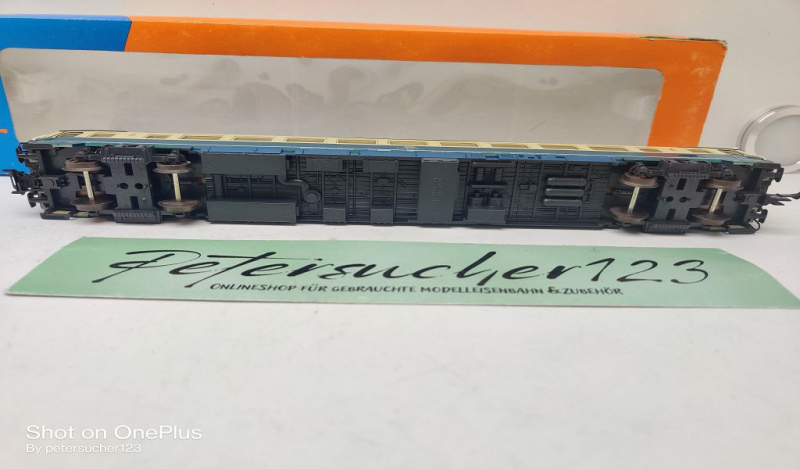 Petersucher123
ONLINESHOP FÜR GEBRAUCHTE MODELLEISENBAHN & ZUBEHÖR
Shot on OnePlus
By petersucher123